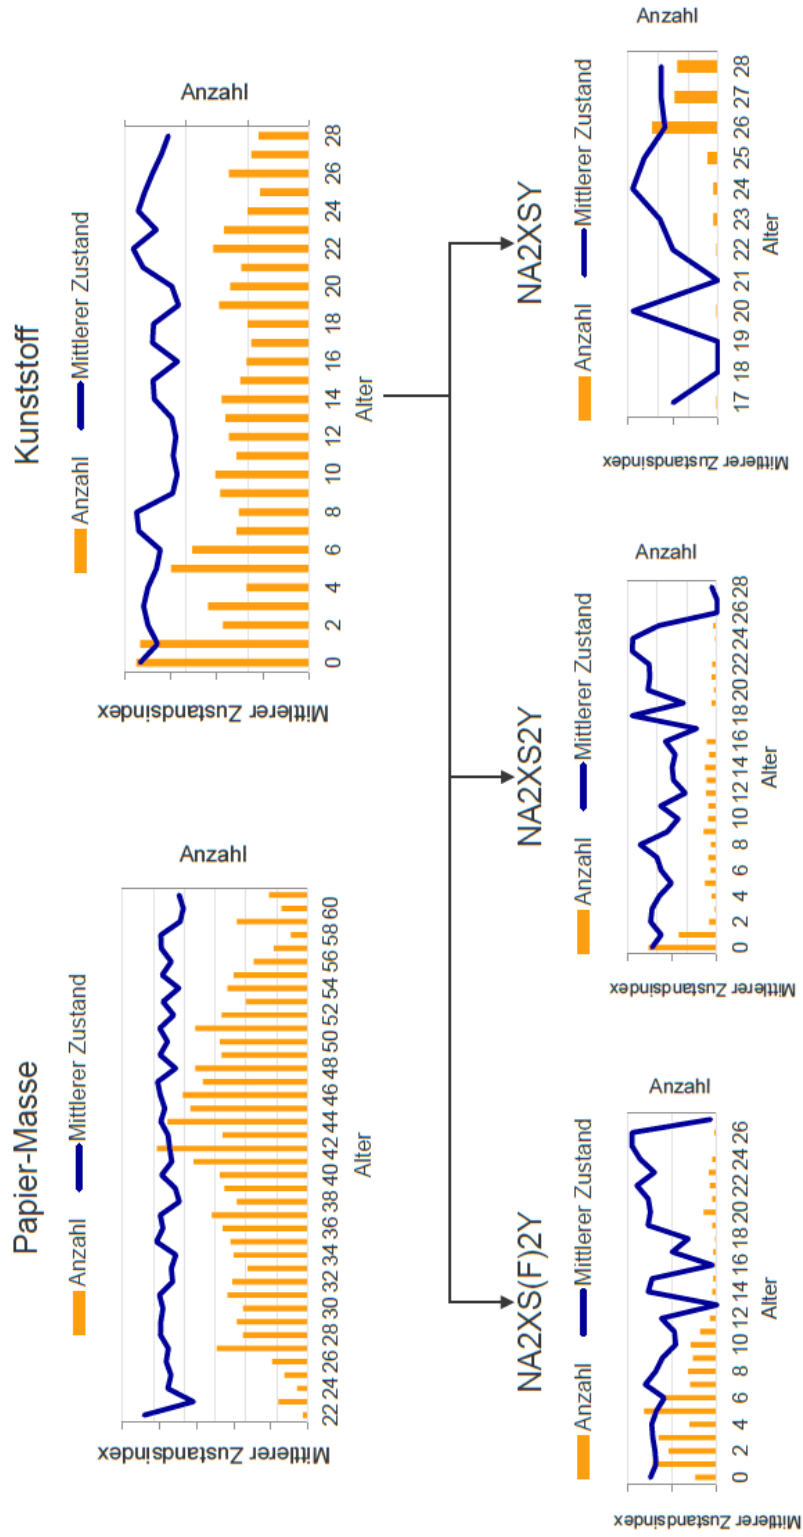 Papier-Masse
Anzahl Mittlerer Zustand
Mittlerer Zustandsindex
Anzahl
22 24 26 28 30 32 34 36 38 40 42 44 46 48 50 52 54 56 58 60
Alter
Kunststoff
Anzahl Mittlerer Zustand
Mittlerer Zustandsindex
Anzahl
0 2 4 6 8 10 12 14 16 18 20 22 24 26 28
Alter
NA2XS(F)2Y
Anzahl Mittlerer Zustand
Mittlerer Zustandsindex
Anzahl
0 2 4 6 8 10 12 14 16 18 20 22 24 26
Alter
NA2XS2Y
Anzahl Mittlerer Zustand
Mittlerer Zustandsindex
Anzahl
0 2 4 6 8 10 12 14 16 18 20 22 24 26 28
Alter
NA2XSY
Anzahl Mittlerer Zustand
Mittlerer Zustandsindex
Anzahl
17 18 19 20 21 22 23 24 25 26 27 28
Alter